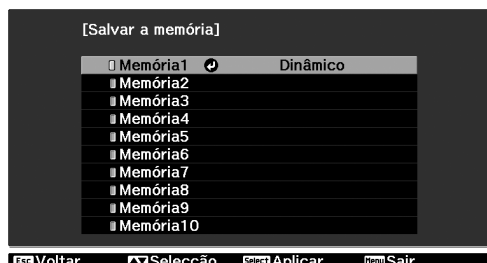 [Salvar a memória]
Memória1 Dinâmico
Memória2
Memória3
Memória4
Memória5
Memória6
Memória7
Memória8
Memória9
Memória10
Esc Voltar Selecção Select Aplicar Menu Sair